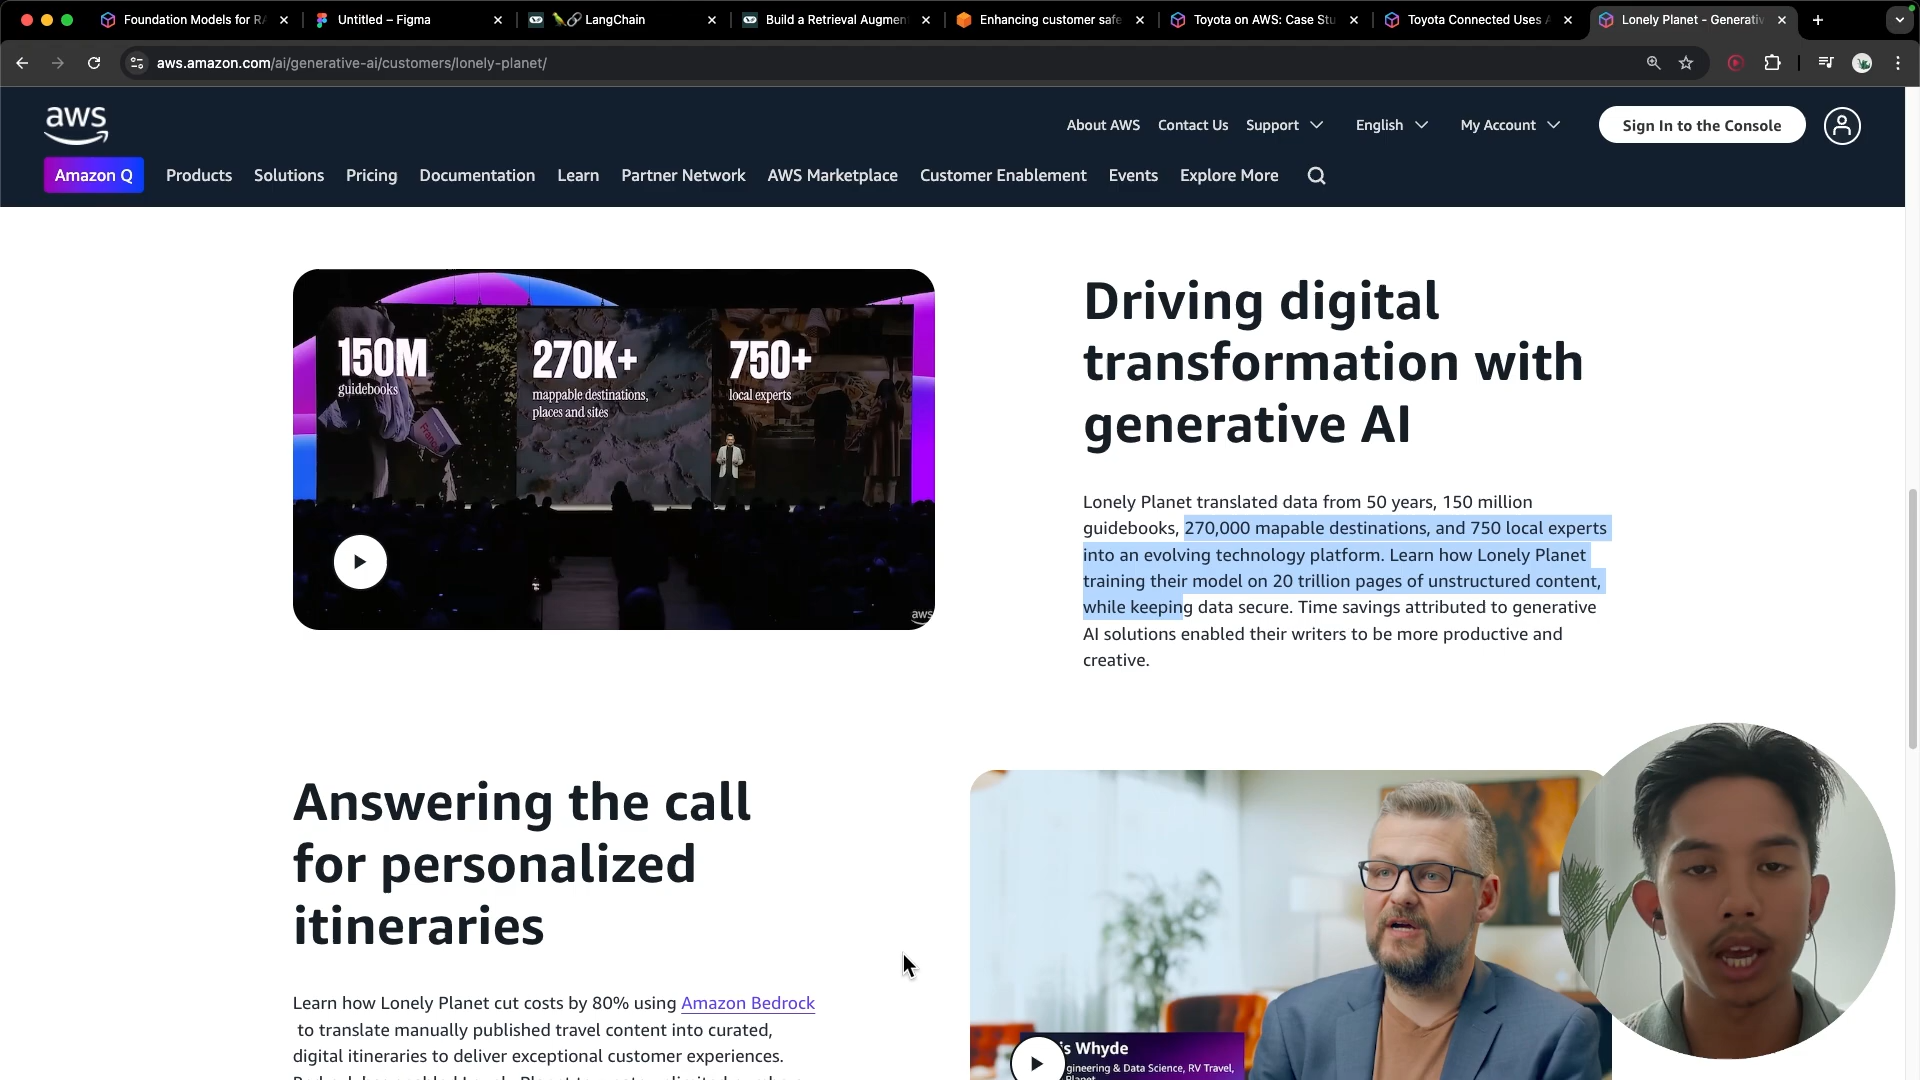 Foundation Models for RA
Untitled – Figma
🦜🔗 LangChain
Build a Retrieval Augmen
Enhancing customer safe
Toyota on AWS: Case Stu
Toyota Connected Uses A
Lonely Planet - Generativ
aws.amazon.com/ai/generative-ai/customers/lonely-planet/
aws
About AWS
Contact Us
Support
English
My Account
Sign In to the Console
Amazon Q
Products
Solutions
Pricing
Documentation
Learn
Partner Network
AWS Marketplace
Customer Enablement
Events
Explore More
150M
guidebooks
270K+
mappable destinations,
places and sites
750+
local experts
aws
Driving digital
transformation with
generative AI
Lonely Planet translated data from 50 years, 150 million
guidebooks, 270,000 mapable destinations, and 750 local experts
into an evolving technology platform. Learn how Lonely Planet
training their model on 20 trillion pages of unstructured content,
while keeping data secure. Time savings attributed to generative
AI solutions enabled their writers to be more productive and
creative.
Answering the call
for personalized
itineraries
Learn how Lonely Planet cut costs by 80% using Amazon Bedrock
to translate manually published travel content into curated,
digital itineraries to deliver exceptional customer experiences.
is Whyde
gineering & Data Science, RV Travel,